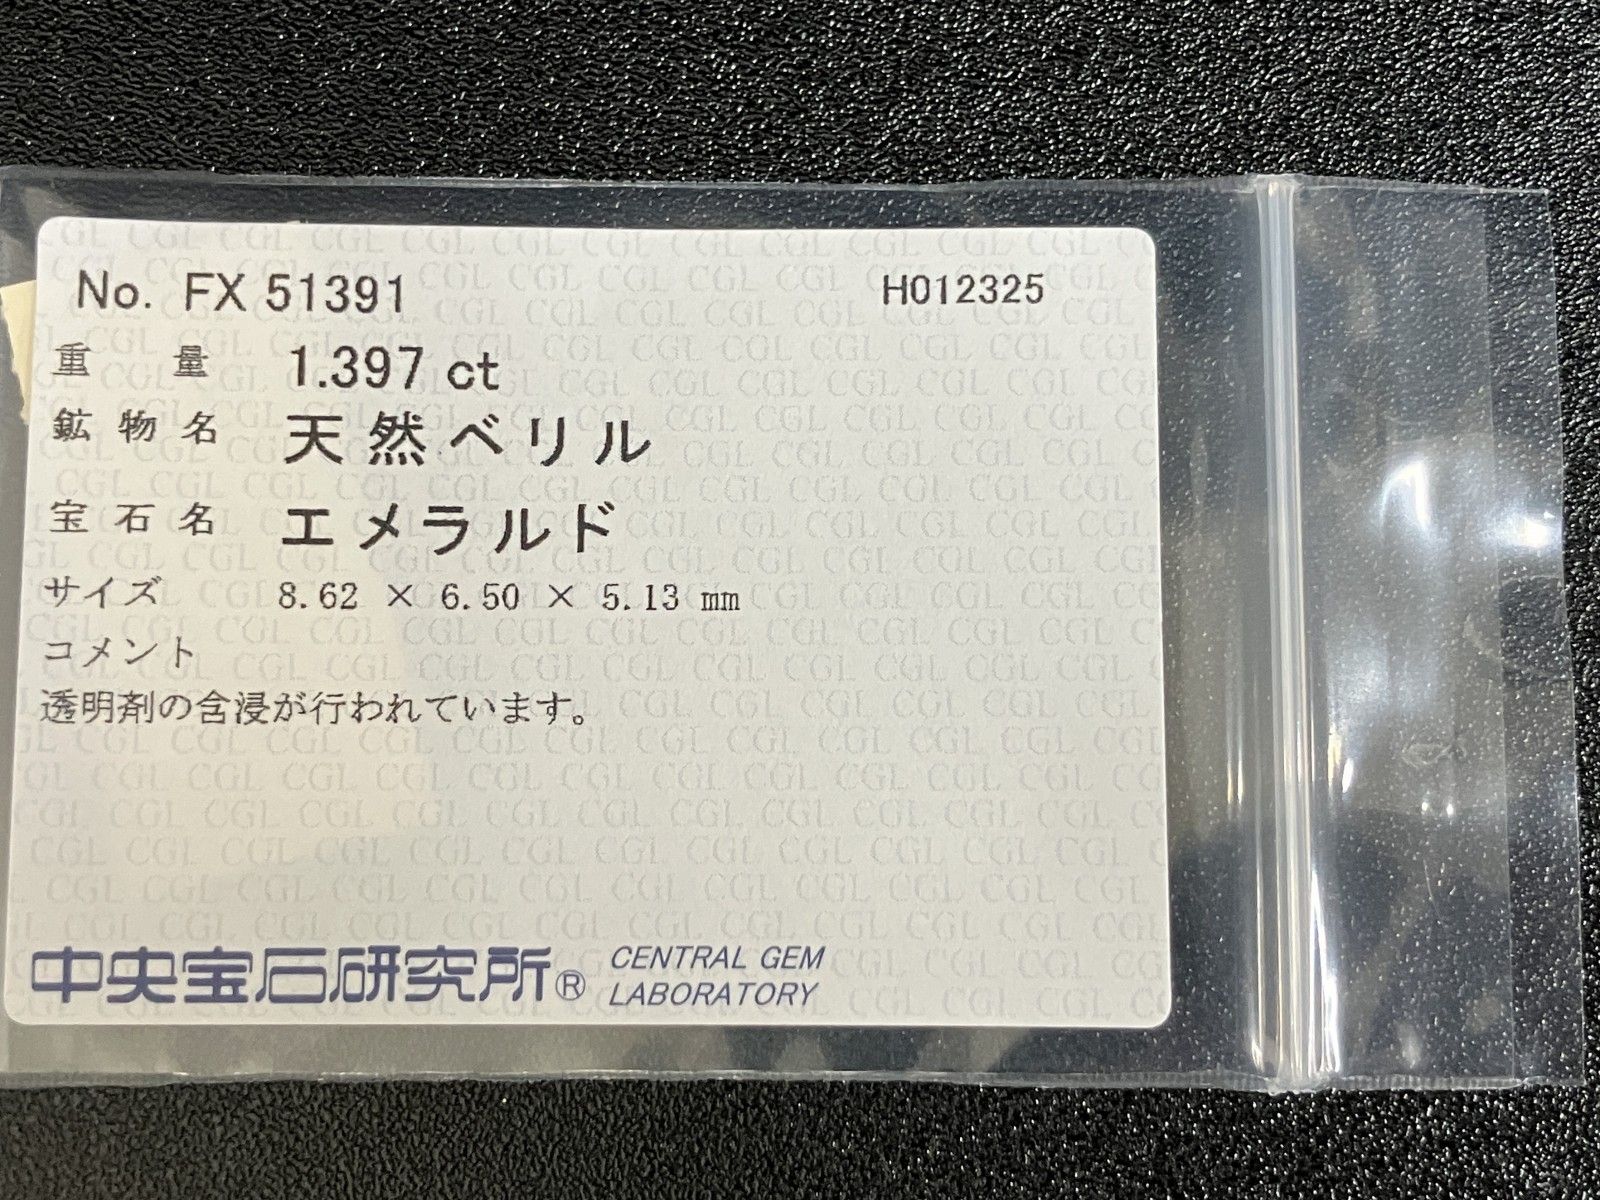 No. FX 51391 H012325
重量 1.397 ct
鉱物名 天然ベリル
宝石名 エメラルド
サイズ 8.62 × 6.50 × 5.13 mm
コメント
透明剤の含浸が行われています。
中央宝石研究所® CENTRAL GEM
LABORATORY